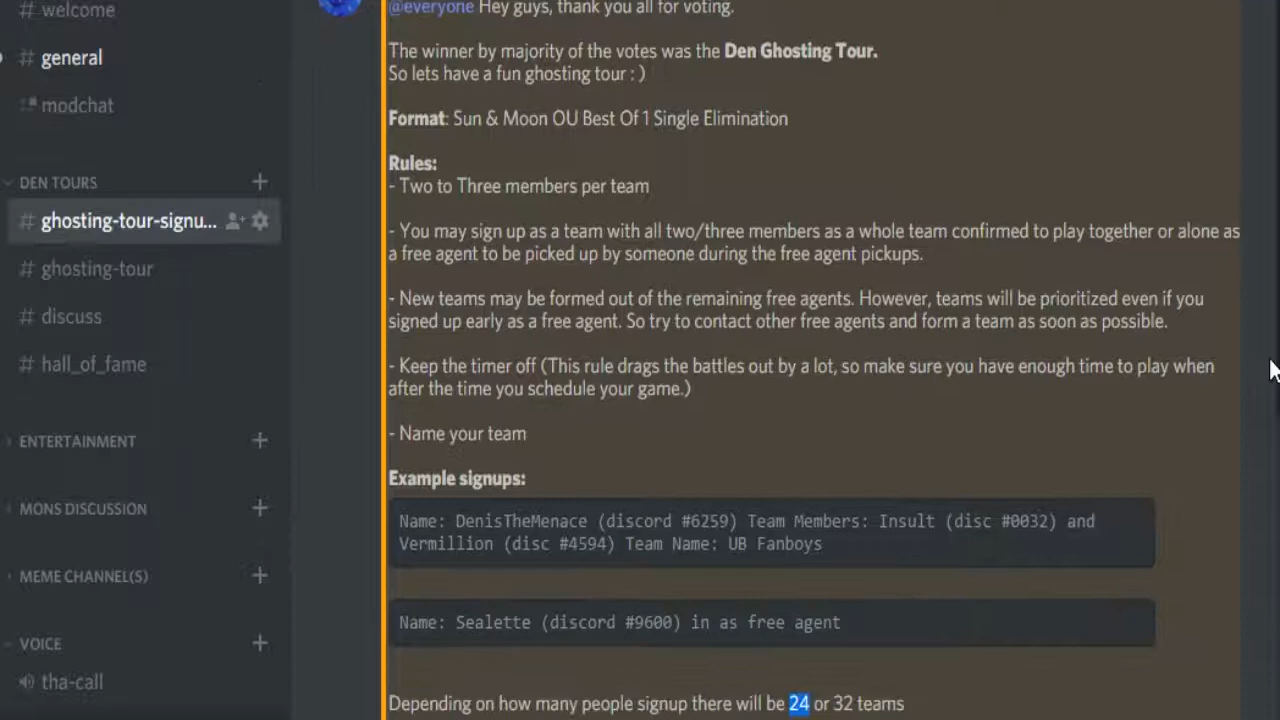 # welcome
# general
modchat
DEN TOURS +
# ghosting-tour-signu...
# ghosting-tour
# discuss
# hall_of_fame
ENTERTAINMENT +
MONS DISCUSSION +
MEME CHANNEL(S) +
VOICE +
tha-call
@everyone Hey guys, thank you all for voting.
The winner by majority of the votes was the Den Ghosting Tour.
So lets have a fun ghosting tour : )
Format: Sun & Moon OU Best Of 1 Single Elimination
Rules:
- Two to Three members per team
- You may sign up as a team with all two/three members as a whole team confirmed to play together or alone as
a free agent to be picked up by someone during the free agent pickups.
- New teams may be formed out of the remaining free agents. However, teams will be prioritized even if you
signed up early as a free agent. So try to contact other free agents and form a team as soon as possible.
- Keep the timer off (This rule drags the battles out by a lot, so make sure you have enough time to play when
after the time you schedule your game.)
- Name your team
Example signups:
Name: DenisTheMenace (discord #6259) Team Members: Insult (disc #0032) and
Vermillion (disc #4594) Team Name: UB Fanboys
Name: Sealette (discord #9600) in as free agent
Depending on how many people signup there will be 24 or 32 teams